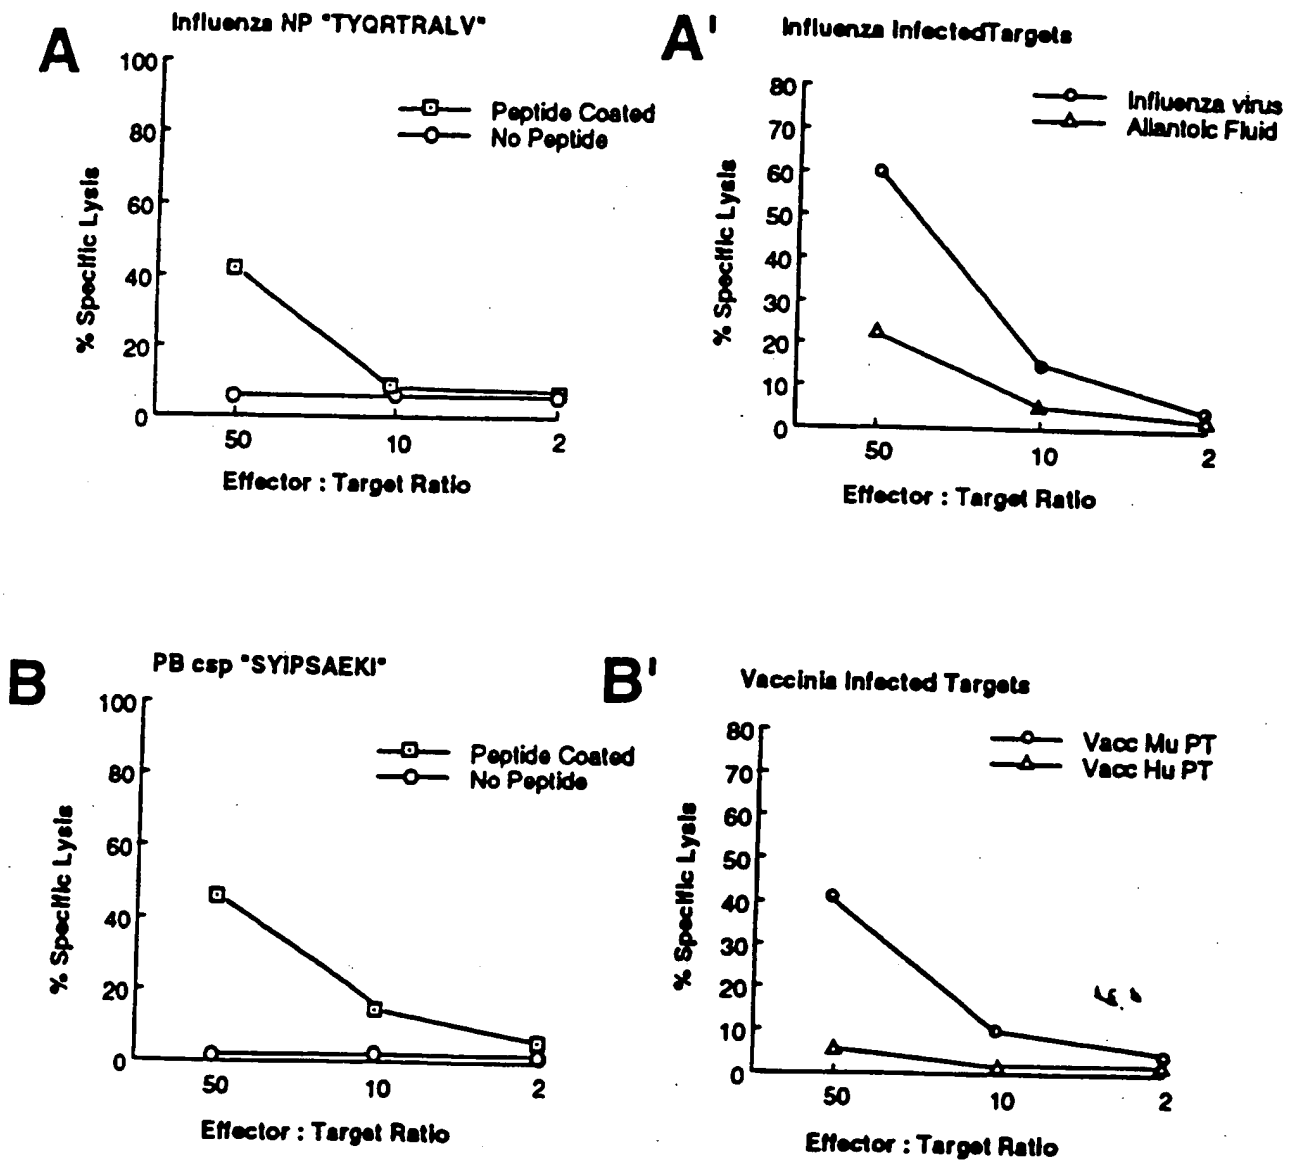 A
Influenza NP "TYQRTRALV"
100
80
60
40
20
0
% Specific Lysis
Peptide Coated
No Peptide
50 10 2
Effector : Target Ratio
A'
Influenza InfectedTargets
80
70
60
50
40
30
20
10
0
% Specific Lysis
Influenza virus
Allantoic Fluid
50 10 2
Effector : Target Ratio
B
PB csp "SYIPSAEKI"
100
80
60
40
20
0
% Specific Lysis
Peptide Coated
No Peptide
50 10 2
Effector : Target Ratio
B'
Vaccinia Infected Targets
80
70
60
50
40
30
20
10
0
% Specific Lysis
Vacc Mu PT
Vacc Hu PT
50 10 2
Effector : Target Ratio